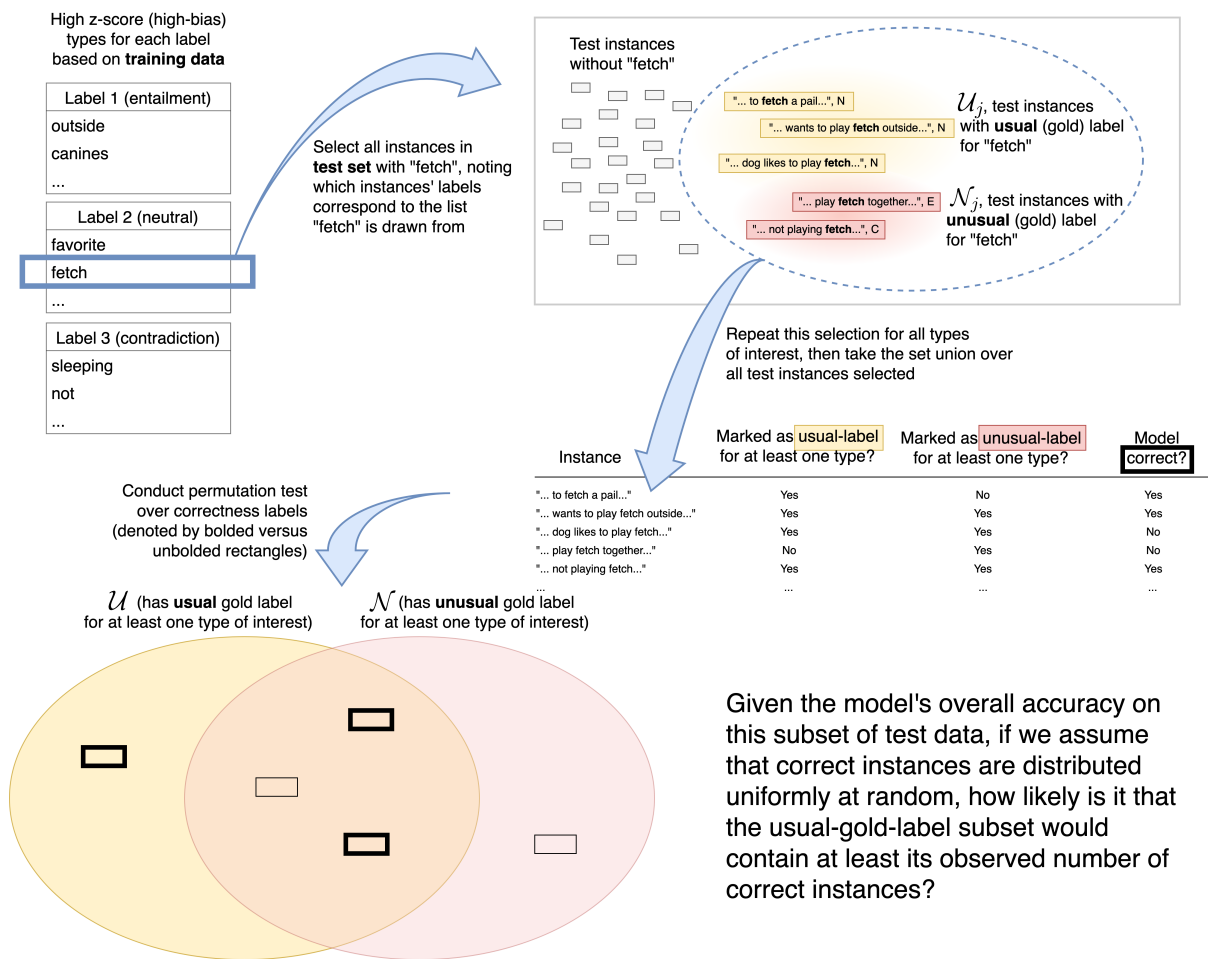 High z-score (high-bias)
types for each label
based on training data
Label 1 (entailment)
outside
canines
...
Label 2 (neutral)
favorite
fetch
...
Label 3 (contradiction)
sleeping
not
...
Select all instances in
test set with "fetch", noting
which instances' labels
correspond to the list
"fetch" is drawn from
Test instances
without "fetch"
"... to fetch a pail...", N
"... wants to play fetch outside...", N
"... dog likes to play fetch...", N
𝒰j, test instances
with usual (gold) label
for "fetch"
"... play fetch together...", E
"... not playing fetch...", C
𝒩j, test instances with
unusual (gold) label
for "fetch"
Repeat this selection for all types
of interest, then take the set union over
all test instances selected
Instance
Marked as usual-label
for at least one type?
Marked as unusual-label
for at least one type?
Model
correct?
"... to fetch a pail..." Yes No Yes
"... wants to play fetch outside..." Yes Yes Yes
"... dog likes to play fetch..." Yes Yes No
"... play fetch together..." No Yes No
"... not playing fetch..." Yes Yes Yes
... ... ... ...
Conduct permutation test
over correctness labels
(denoted by bolded versus
unbolded rectangles)
𝒰 (has usual gold label
for at least one type of interest)
𝒩 (has unusual gold label
for at least one type of interest)
Given the model's overall accuracy on
this subset of test data, if we assume
that correct instances are distributed
uniformly at random, how likely is it that
the usual-gold-label subset would
contain at least its observed number of
correct instances?